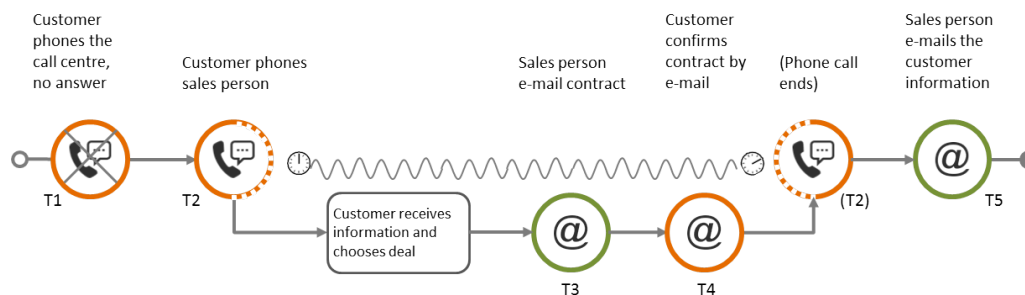 Customer
phones the
call centre,
no answer
Customer phones
sales person
Sales person
e-mail contract
Customer
confirms
contract by
e-mail
(Phone call
ends)
Sales person
e-mails the
customer
information
@
T1
T2
(T2)
T5
Customer receives
information and
chooses deal
@
@
T3
T4